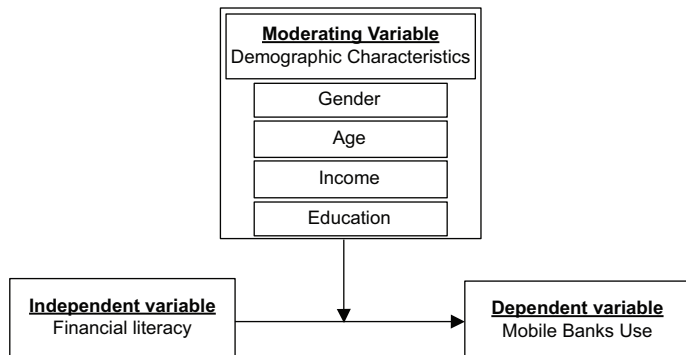 Moderating Variable
Demographic Characteristics
Gender
Age
Income
Education
Independent variable
Financial literacy
Dependent variable
Mobile Banks Use